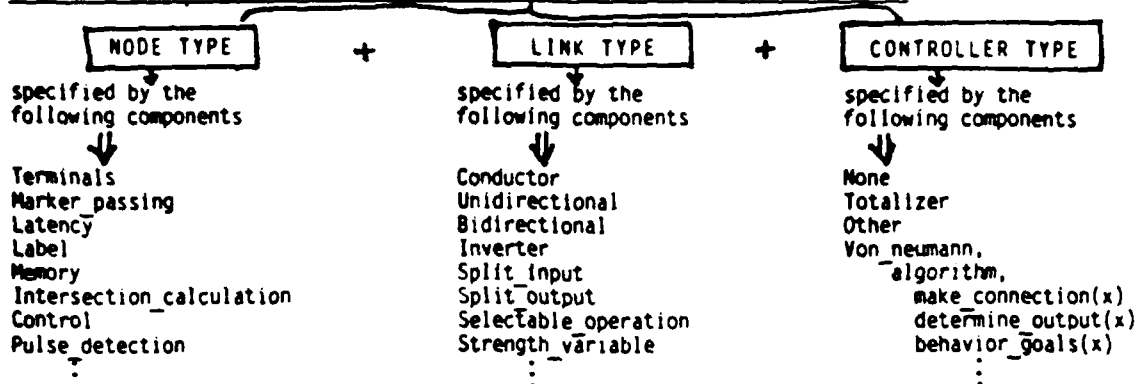 NODE TYPE + LINK TYPE + CONTROLLER TYPE
specified by the
following components
Terminals
Marker_passing
Latency
Label
Memory
Intersection_calculation
Control
Pulse_detection
specified by the
following components
Conductor
Unidirectional
Bidirectional
Inverter
Split_input
Split_output
Selectable_operation
Strength_variable
specified by the
following components
None
Totalizer
Other
Von_neumann,
algorithm,
make_connection(x)
determine_output(x)
behavior_goals(x)